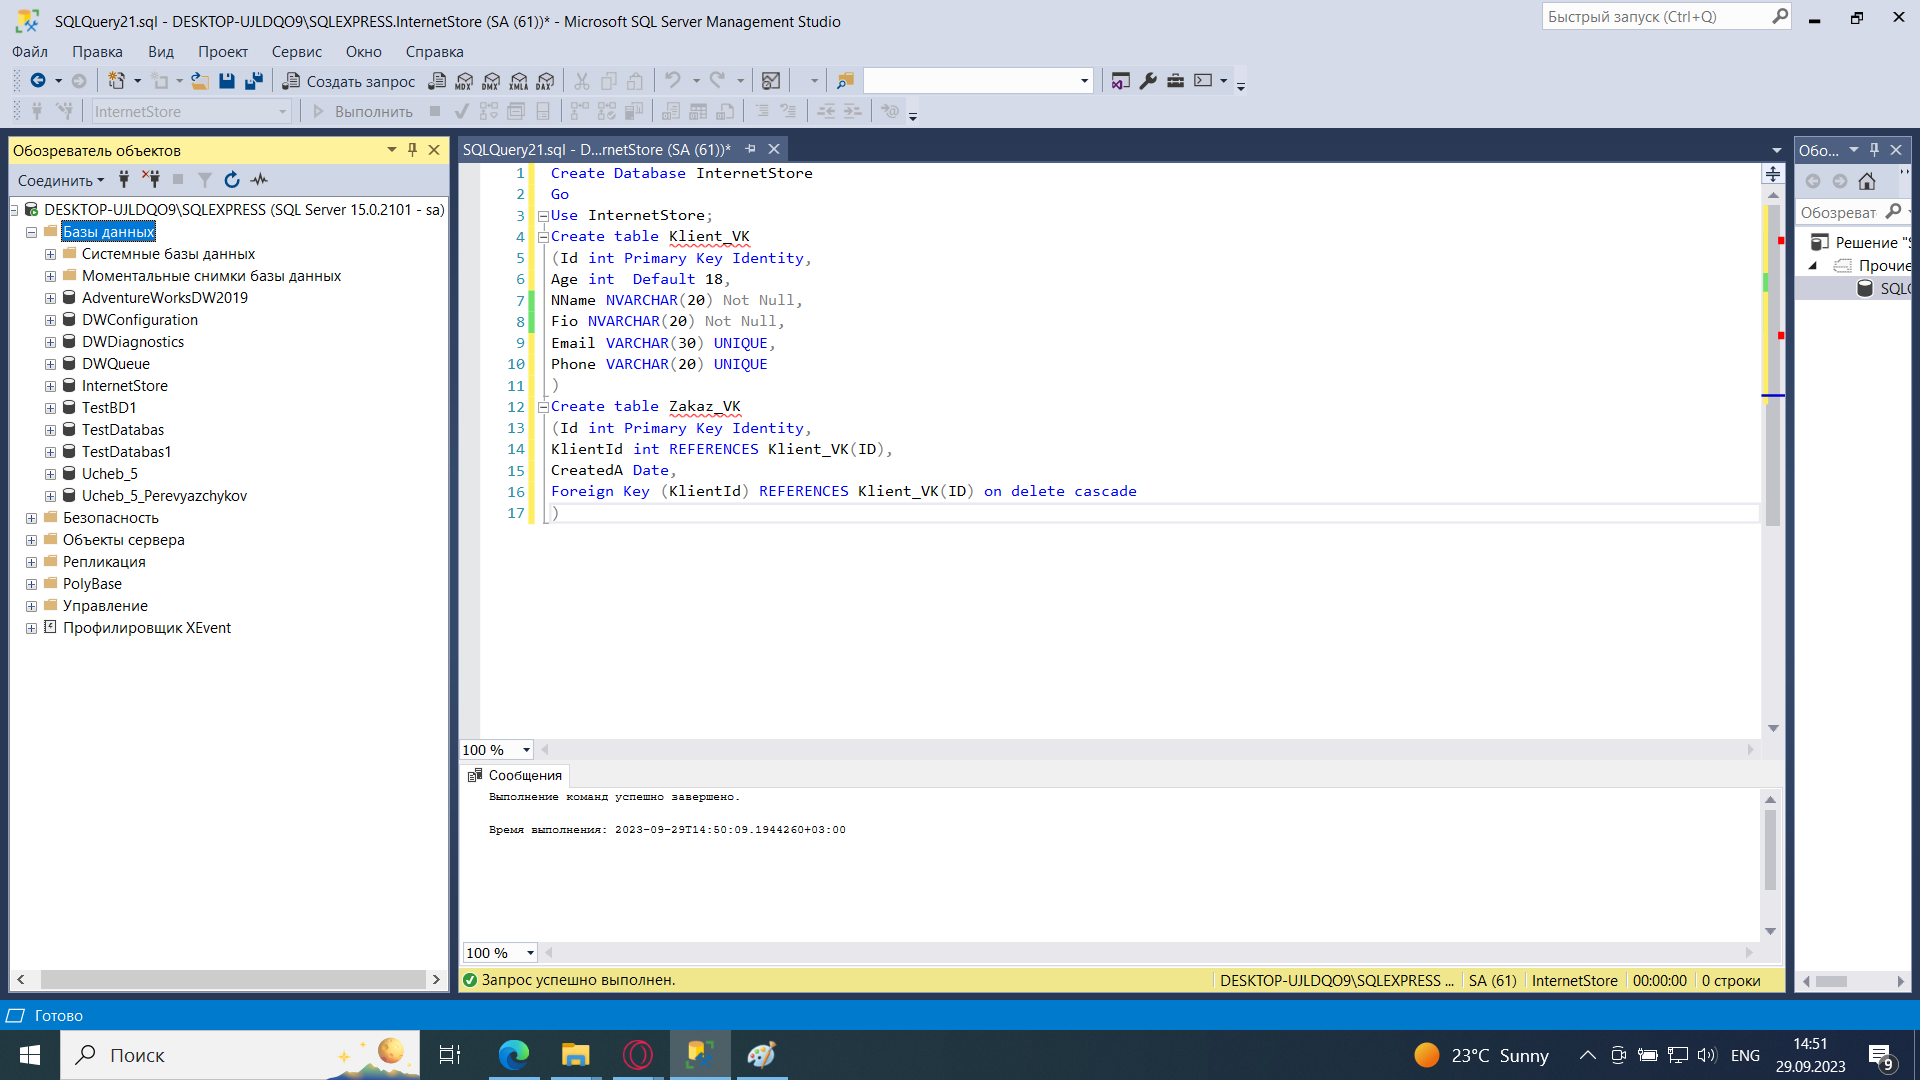 SQLQuery21.sql - DESKTOP-UJLDQO9\SQLEXPRESS.InternetStore (SA (61))* - Microsoft SQL Server Management Studio
Быстрый запуск (Ctrl+Q)
Файл Правка Вид Проект Сервис Окно Справка
Создать запрос MDX DMX XMLA DAX
InternetStore Выполнить
Обозреватель объектов
Соединить
DESKTOP-UJLDQO9\SQLEXPRESS (SQL Server 15.0.2101 - sa)
Базы данных
Системные базы данных
Моментальные снимки базы данных
AdventureWorksDW2019
DWConfiguration
DWDiagnostics
DWQueue
InternetStore
TestBD1
TestDatabas
TestDatabas1
Ucheb_5
Ucheb_5_Perevyazchykov
Безопасность
Объекты сервера
Репликация
PolyBase
Управление
Профилировщик XEvent
SQLQuery21.sql - D...rnetStore (SA (61))*
1 Create Database InternetStore
2 Go
3 Use InternetStore;
4 Create table Klient_VK
5 (Id int Primary Key Identity,
6 Age int  Default 18,
7 NName NVARCHAR(20) Not Null,
8 Fio NVARCHAR(20) Not Null,
9 Email VARCHAR(30) UNIQUE,
10 Phone VARCHAR(20) UNIQUE
11 )
12 Create table Zakaz_VK
13 (Id int Primary Key Identity,
14 KlientId int REFERENCES Klient_VK(ID),
15 CreatedA Date,
16 Foreign Key (KlientId) REFERENCES Klient_VK(ID) on delete cascade
17 )
100 %
Сообщения
Выполнение команд успешно завершено.
Время выполнения: 2023-09-29T14:50:09.1944260+03:00
100 %
Запрос успешно выполнен. DESKTOP-UJLDQO9\SQLEXPRESS ... SA (61) InternetStore 00:00:00 0 строки
Обо...
Обозреват
Решение "S
Прочие
SQLQ
Готово
Поиск
23°C Sunny
ENG
14:51
29.09.2023
9